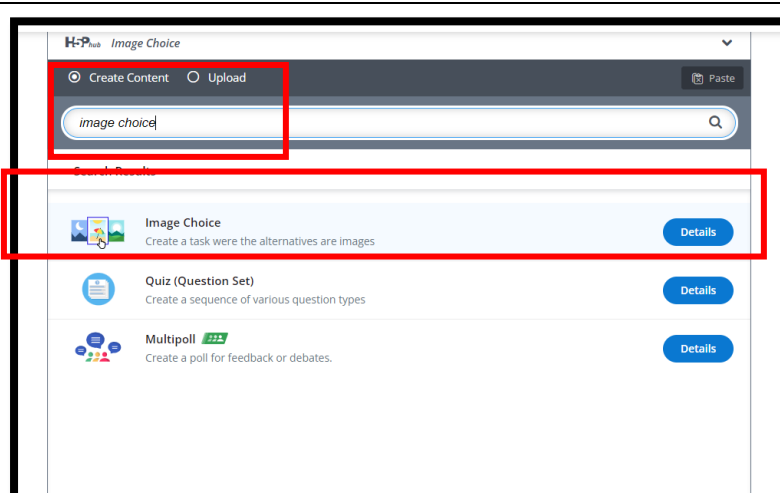 H5P hub Image Choice
Create Content Upload Paste
image choice
Search Results
Image Choice
Create a task were the alternatives are images
Details
Quiz (Question Set)
Create a sequence of various question types
Details
Multipoll
Create a poll for feedback or debates.
Details